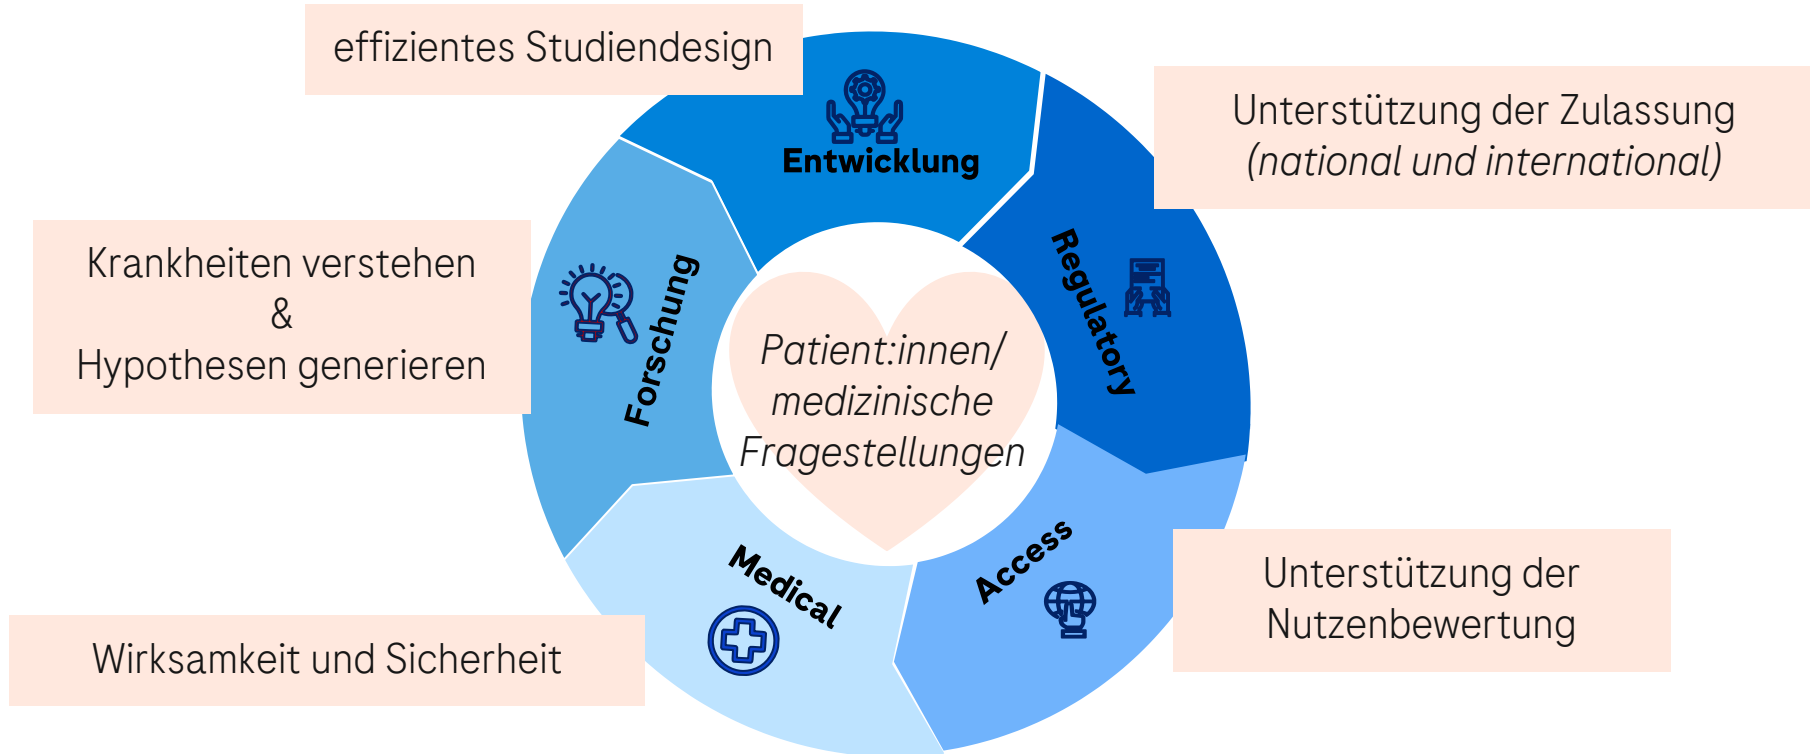 effizientes Studiendesign
Unterstützung der Zulassung
(national und international)
Entwicklung
Krankheiten verstehen
&
Hypothesen generieren
Forschung
Regulatory
Patient:innen/
medizinische
Fragestellungen
Access
Medical
Unterstützung der
Nutzenbewertung
Wirksamkeit und Sicherheit